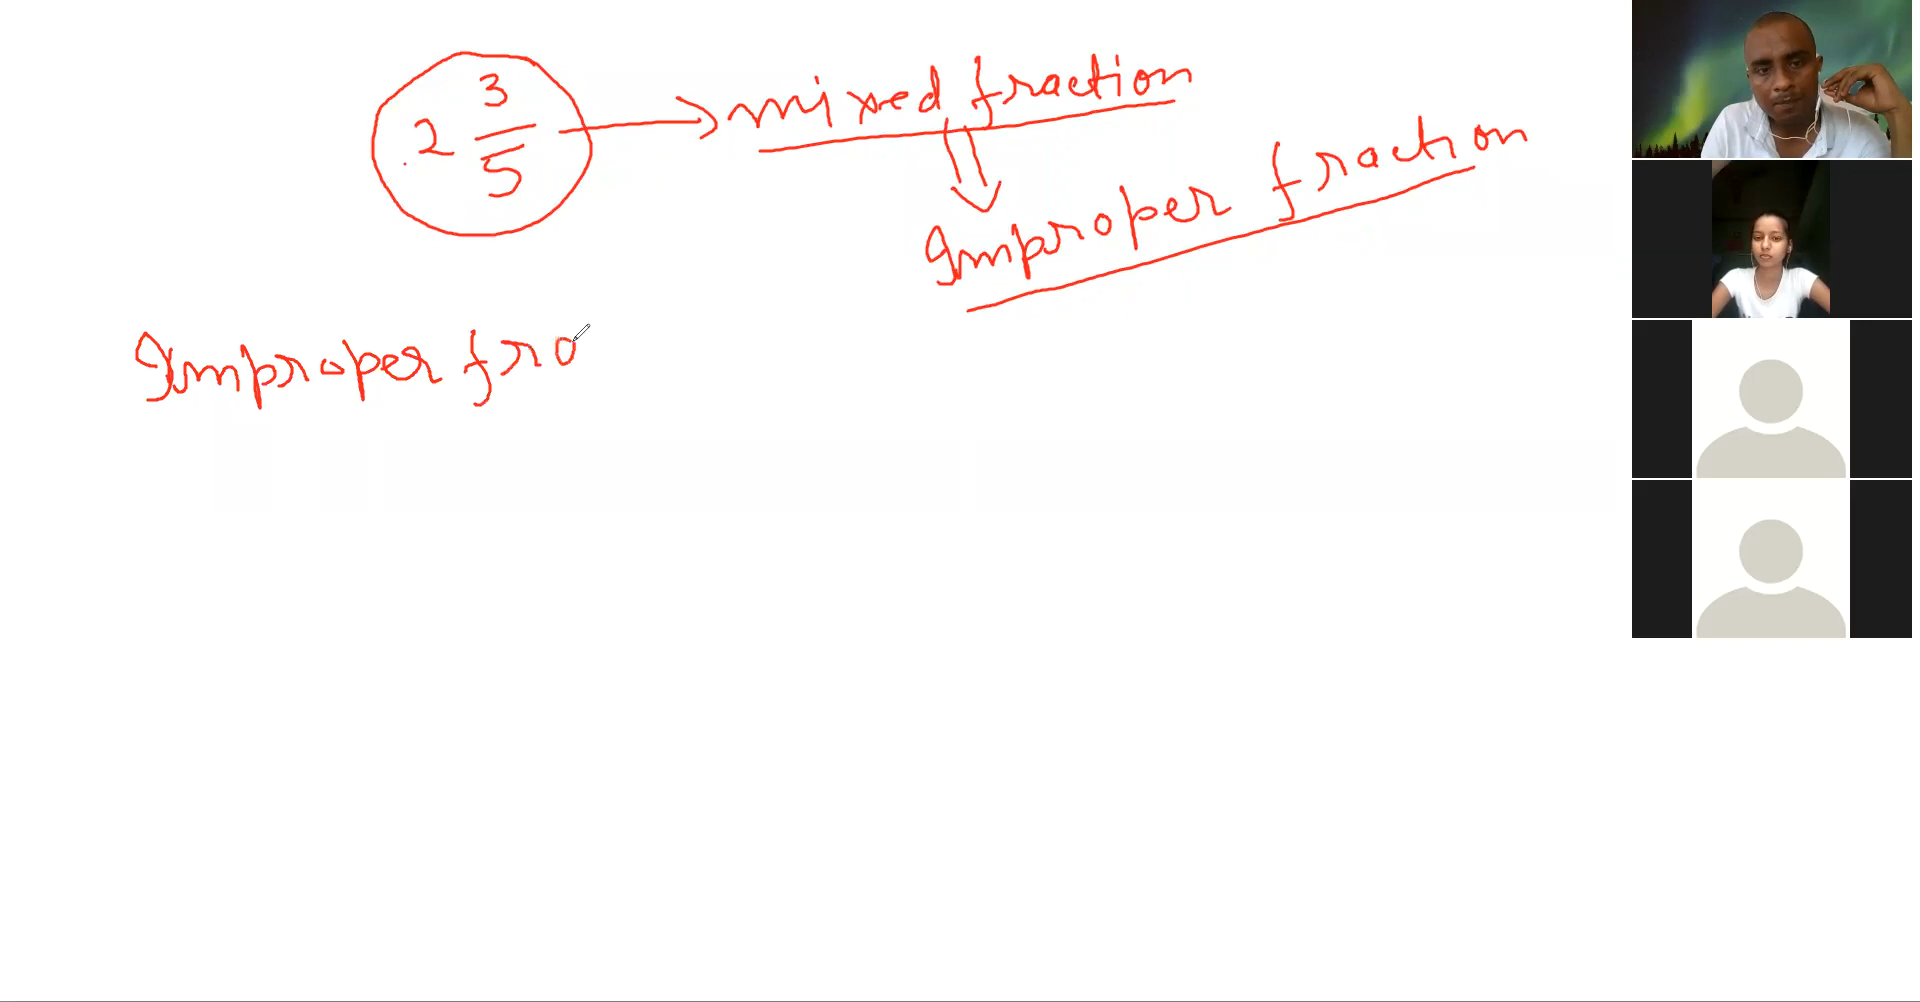 2 3/5 → mixed fraction
Improper fraction
Improper fra